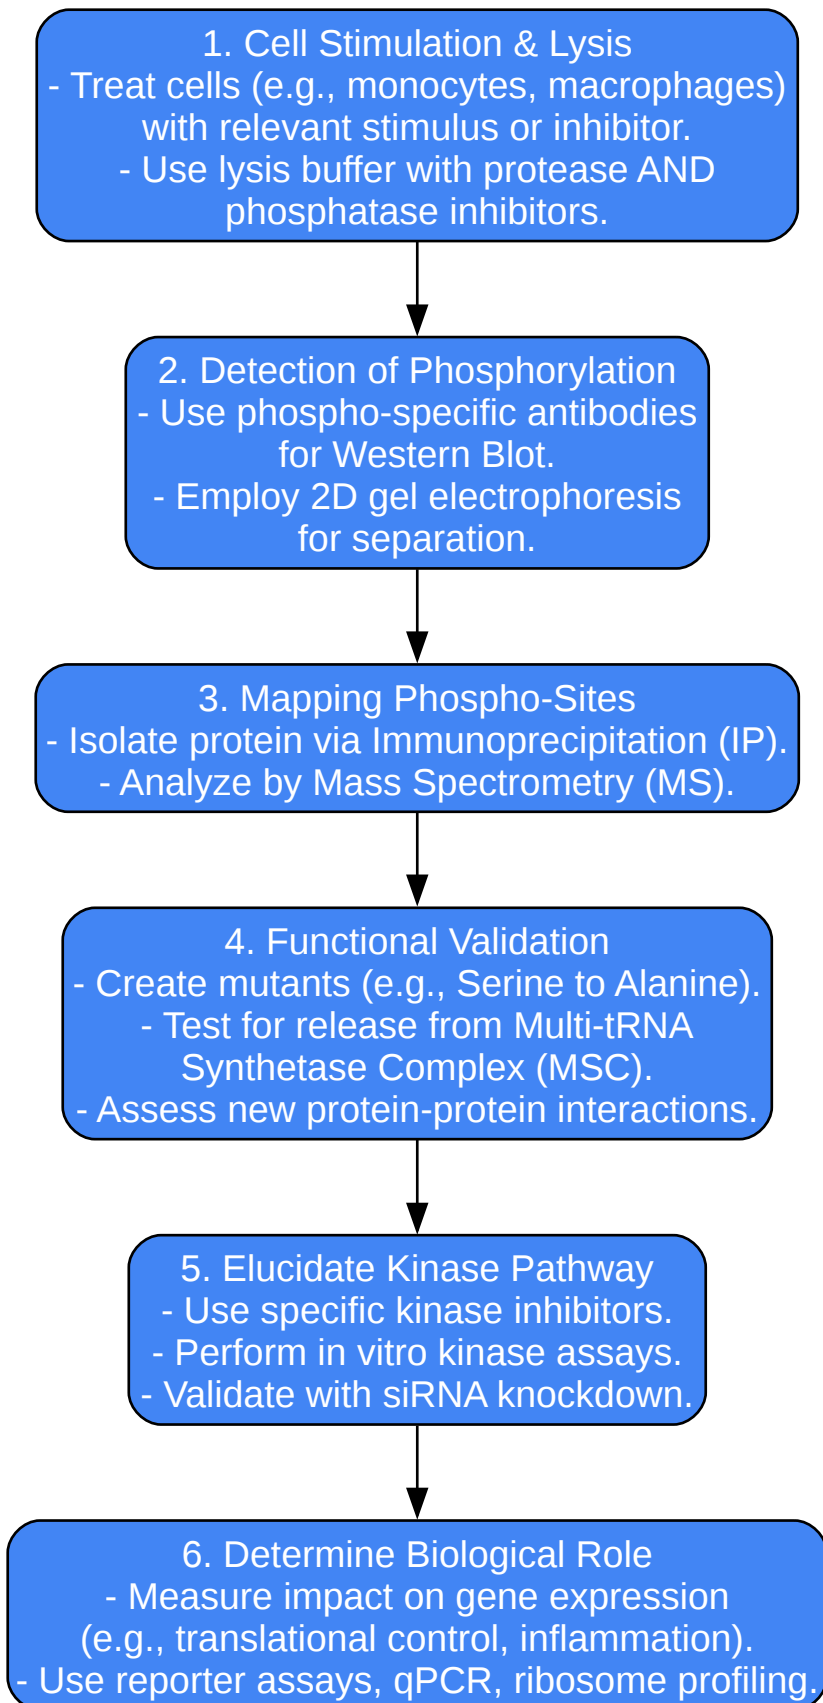 1. Cell Stimulation & Lysis
- Treat cells (e.g., monocytes, macrophages)
with relevant stimulus or inhibitor.
- Use lysis buffer with protease AND
phosphatase inhibitors.
2. Detection of Phosphorylation
- Use phospho-specific antibodies
for Western Blot.
- Employ 2D gel electrophoresis
for separation.
3. Mapping Phospho-Sites
- Isolate protein via Immunoprecipitation (IP).
- Analyze by Mass Spectrometry (MS).
4. Functional Validation
- Create mutants (e.g., Serine to Alanine).
- Test for release from Multi-tRNA
Synthetase Complex (MSC).
- Assess new protein-protein interactions.
5. Elucidate Kinase Pathway
- Use specific kinase inhibitors.
- Perform in vitro kinase assays.
- Validate with siRNA knockdown.
6. Determine Biological Role
- Measure impact on gene expression
(e.g., translational control, inflammation).
- Use reporter assays, qPCR, ribosome profiling.